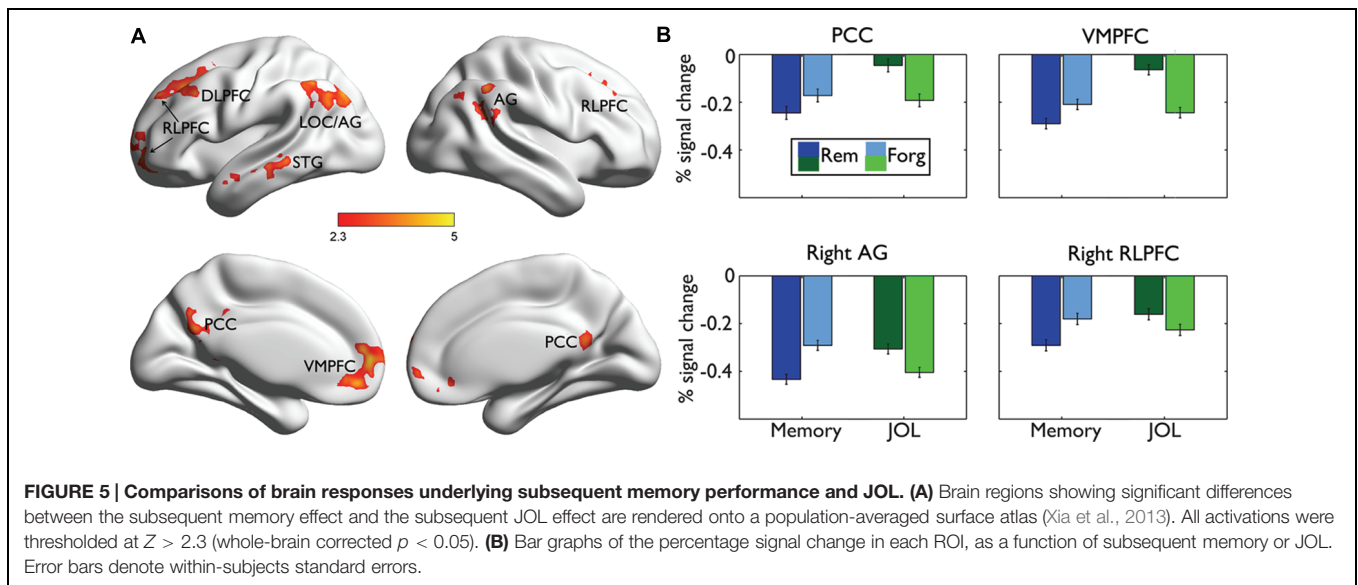 A
DLPFC
RLPFC
LOC/AG
STG
AG
RLPFC
2.3
5
PCC
VMPFC
PCC
B
PCC
VMPFC
% signal change
0
-0.2
-0.4
Rem
Forg
Right AG
Right RLPFC
% signal change
0
-0.2
-0.4
Memory
JOL
Memory
JOL
FIGURE 5 | Comparisons of brain responses underlying subsequent memory performance and JOL. (A) Brain regions showing significant differences
between the subsequent memory effect and the subsequent JOL effect are rendered onto a population-averaged surface atlas (Xia et al., 2013). All activations were
thresholded at Z > 2.3 (whole-brain corrected p < 0.05). (B) Bar graphs of the percentage signal change in each ROI, as a function of subsequent memory or JOL.
Error bars denote within-subjects standard errors.